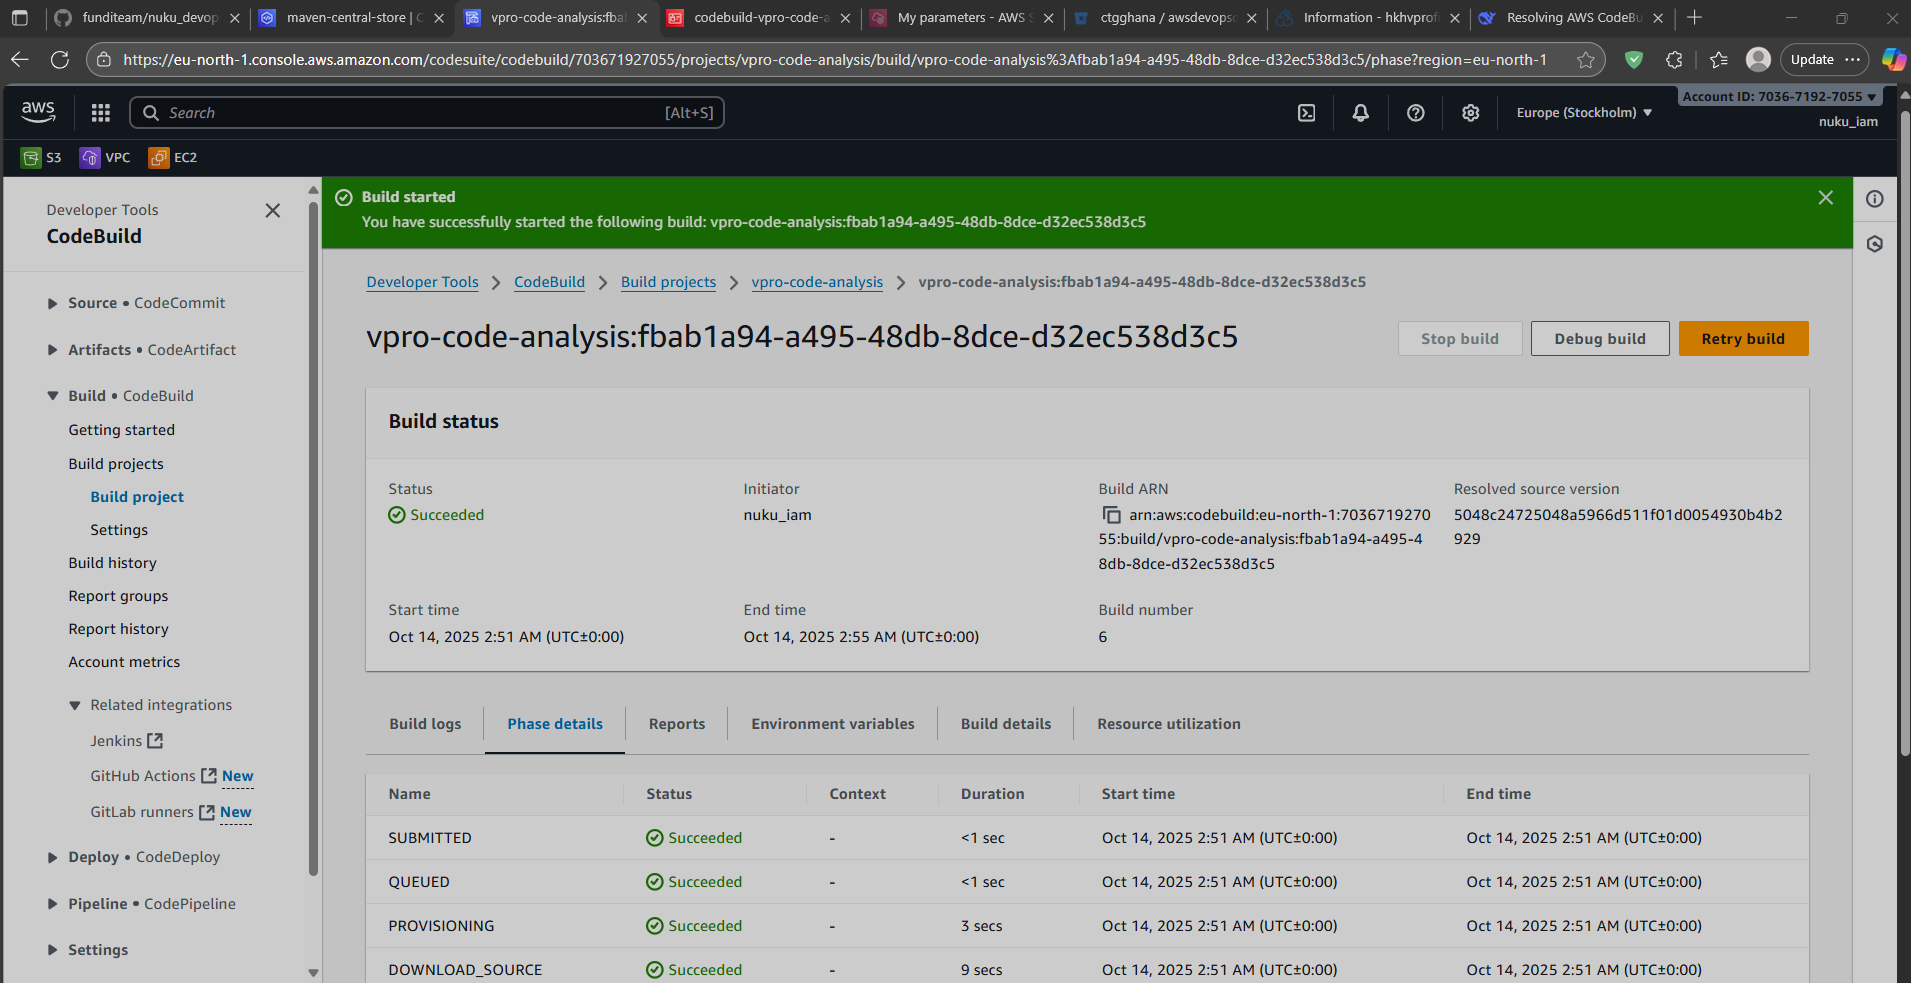 funditeam/nuku_devop
maven-central-store | C
vpro-code-analysis:fbab
codebuild-vpro-code-a
My parameters - AWS S
ctgghana / awsdevops
Information - hkhvprofi
Resolving AWS CodeBu
https://eu-north-1.console.aws.amazon.com/codesuite/codebuild/703671927055/projects/vpro-code-analysis/build/vpro-code-analysis%3Afbab1a94-a495-48db-8dce-d32ec538d3c5/phase?region=eu-north-1
Update
aws
Search
[Alt+S]
Europe (Stockholm)
Account ID: 7036-7192-7055
nuku_iam
S3
VPC
EC2
Developer Tools
CodeBuild
Source • CodeCommit
Artifacts • CodeArtifact
Build • CodeBuild
Getting started
Build projects
Build project
Settings
Build history
Report groups
Report history
Account metrics
Related integrations
Jenkins
GitHub Actions New
GitLab runners New
Deploy • CodeDeploy
Pipeline • CodePipeline
Settings
Build started
You have successfully started the following build: vpro-code-analysis:fbab1a94-a495-48db-8dce-d32ec538d3c5
Developer Tools > CodeBuild > Build projects > vpro-code-analysis > vpro-code-analysis:fbab1a94-a495-48db-8dce-d32ec538d3c5
vpro-code-analysis:fbab1a94-a495-48db-8dce-d32ec538d3c5
Stop build
Debug build
Retry build
Build status
Status
Succeeded
Initiator
nuku_iam
Build ARN
arn:aws:codebuild:eu-north-1:7036719270
55:build/vpro-code-analysis:fbab1a94-a495-4
8db-8dce-d32ec538d3c5
Resolved source version
5048c24725048a5966d511f01d0054930b4b2
929
Start time
Oct 14, 2025 2:51 AM (UTC±0:00)
End time
Oct 14, 2025 2:55 AM (UTC±0:00)
Build number
6
Build logs
Phase details
Reports
Environment variables
Build details
Resource utilization
Name Status Context Duration Start time End time
SUBMITTED Succeeded - <1 sec Oct 14, 2025 2:51 AM (UTC±0:00) Oct 14, 2025 2:51 AM (UTC±0:00)
QUEUED Succeeded - <1 sec Oct 14, 2025 2:51 AM (UTC±0:00) Oct 14, 2025 2:51 AM (UTC±0:00)
PROVISIONING Succeeded - 3 secs Oct 14, 2025 2:51 AM (UTC±0:00) Oct 14, 2025 2:51 AM (UTC±0:00)
DOWNLOAD_SOURCE Succeeded - 9 secs Oct 14, 2025 2:51 AM (UTC±0:00) Oct 14, 2025 2:51 AM (UTC±0:00)